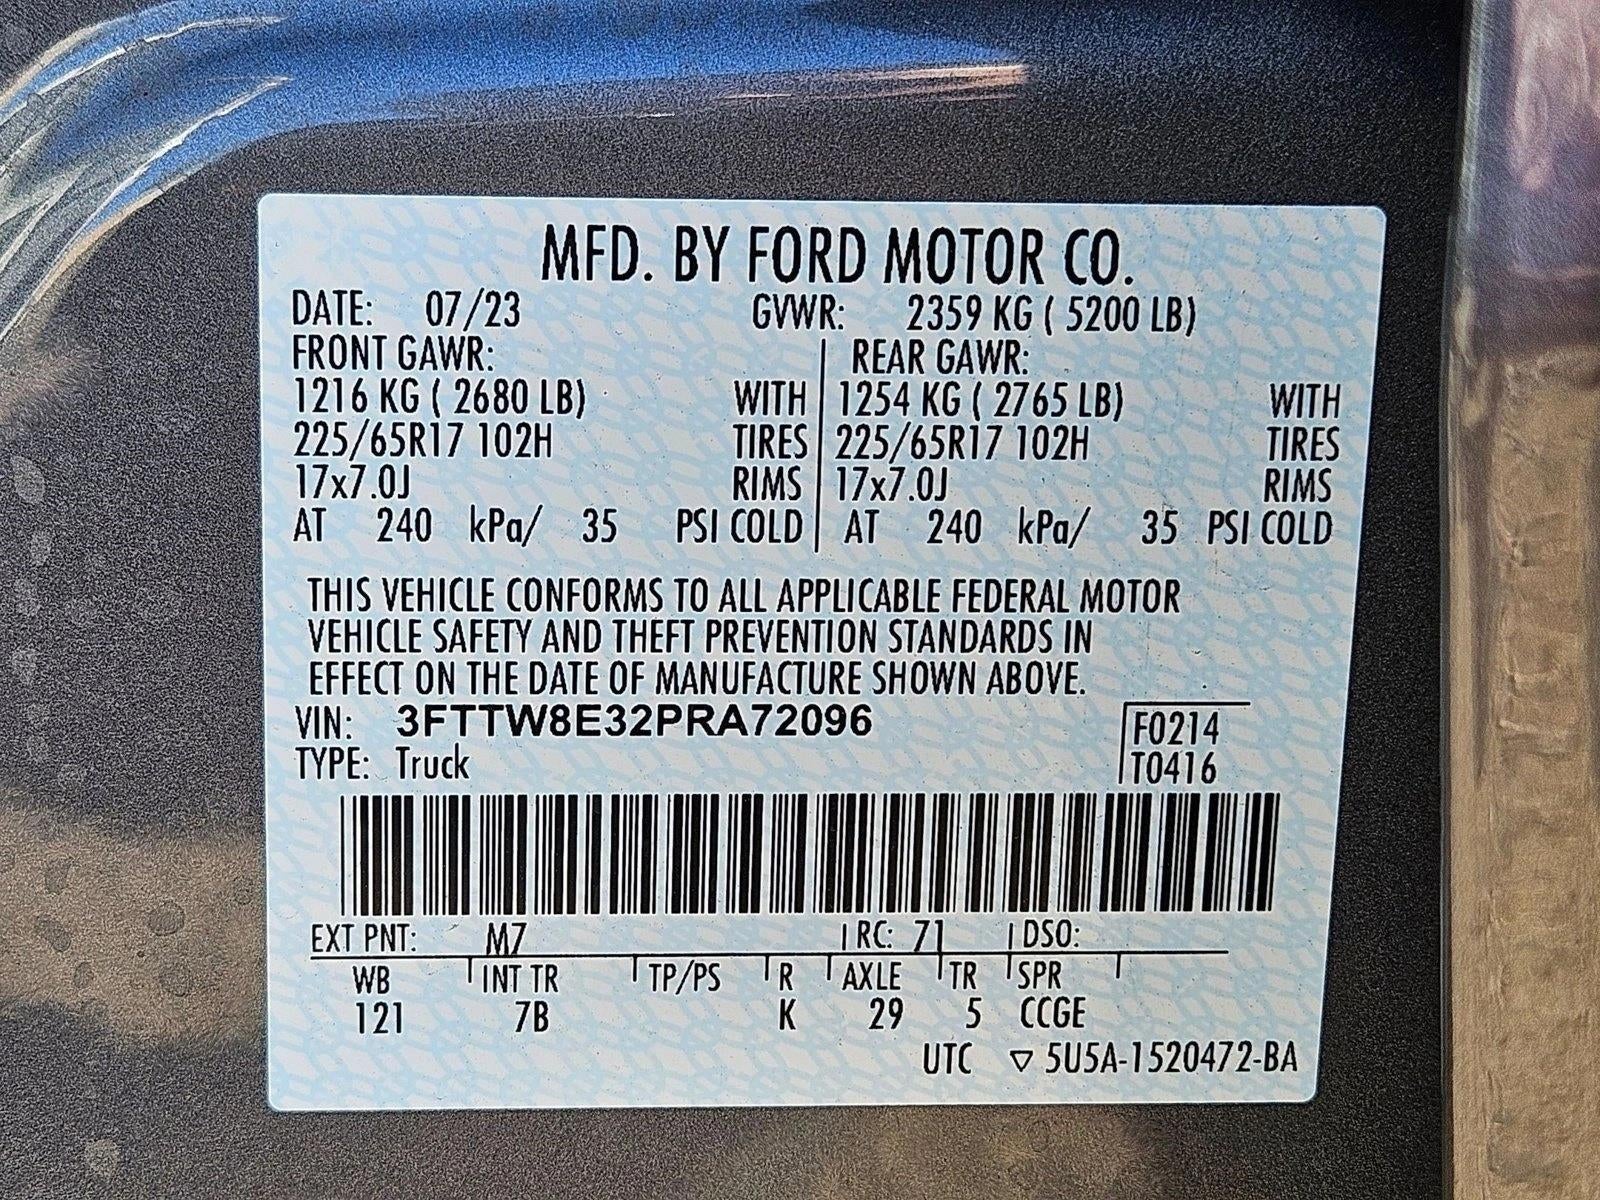 MFD. BY FORD MOTOR CO.
DATE: 07/23 GVWR: 2359 KG ( 5200 LB)
FRONT GAWR: REAR GAWR:
1216 KG ( 2680 LB) WITH 1254 KG ( 2765 LB) WITH
225/65R17 102H TIRES 225/65R17 102H TIRES
17x7.0J RIMS 17x7.0J RIMS
AT 240 kPa/ 35 PSI COLD AT 240 kPa/ 35 PSI COLD
THIS VEHICLE CONFORMS TO ALL APPLICABLE FEDERAL MOTOR
VEHICLE SAFETY AND THEFT PREVENTION STANDARDS IN
EFFECT ON THE DATE OF MANUFACTURE SHOWN ABOVE.
VIN: 3FTTW8E32PRA72096 F0214
TYPE: Truck T0416
EXT PNT: M7 RC: 71 DSO:
WB INT TR TP/PS R AXLE TR SPR
121 7B K 29 5 CCGE
UTC ▽ 5U5A-1520472-BA